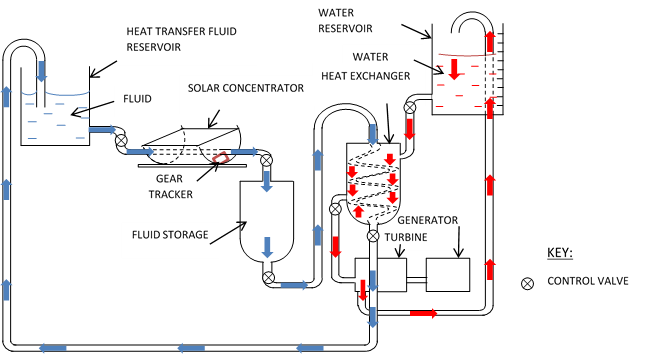 WATER
RESERVOIR
HEAT TRANSFER FLUID
RESERVOIR
WATER
HEAT EXCHANGER
SOLAR CONCENTRATOR
FLUID
GEAR
TRACKER
GENERATOR
TURBINE
FLUID STORAGE
KEY:
CONTROL VALVE